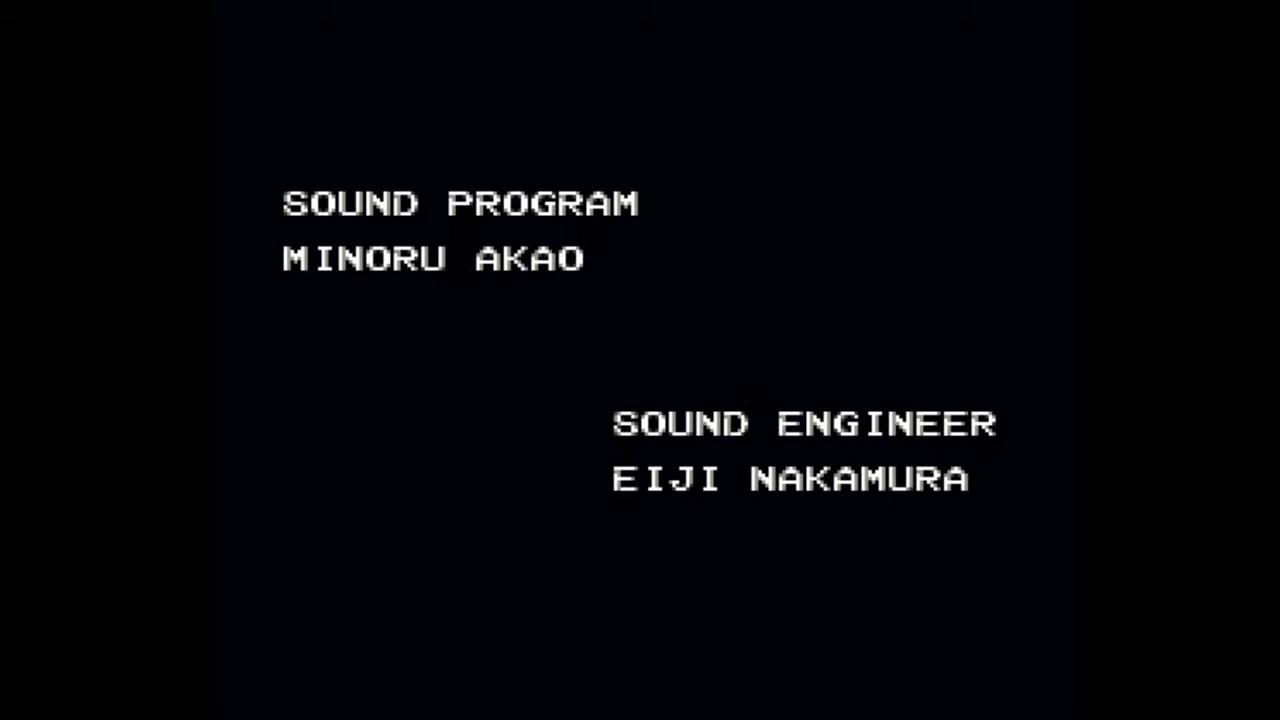 SOUND PROGRAM
MINORU AKAO
SOUND ENGINEER
EIJI NAKAMURA